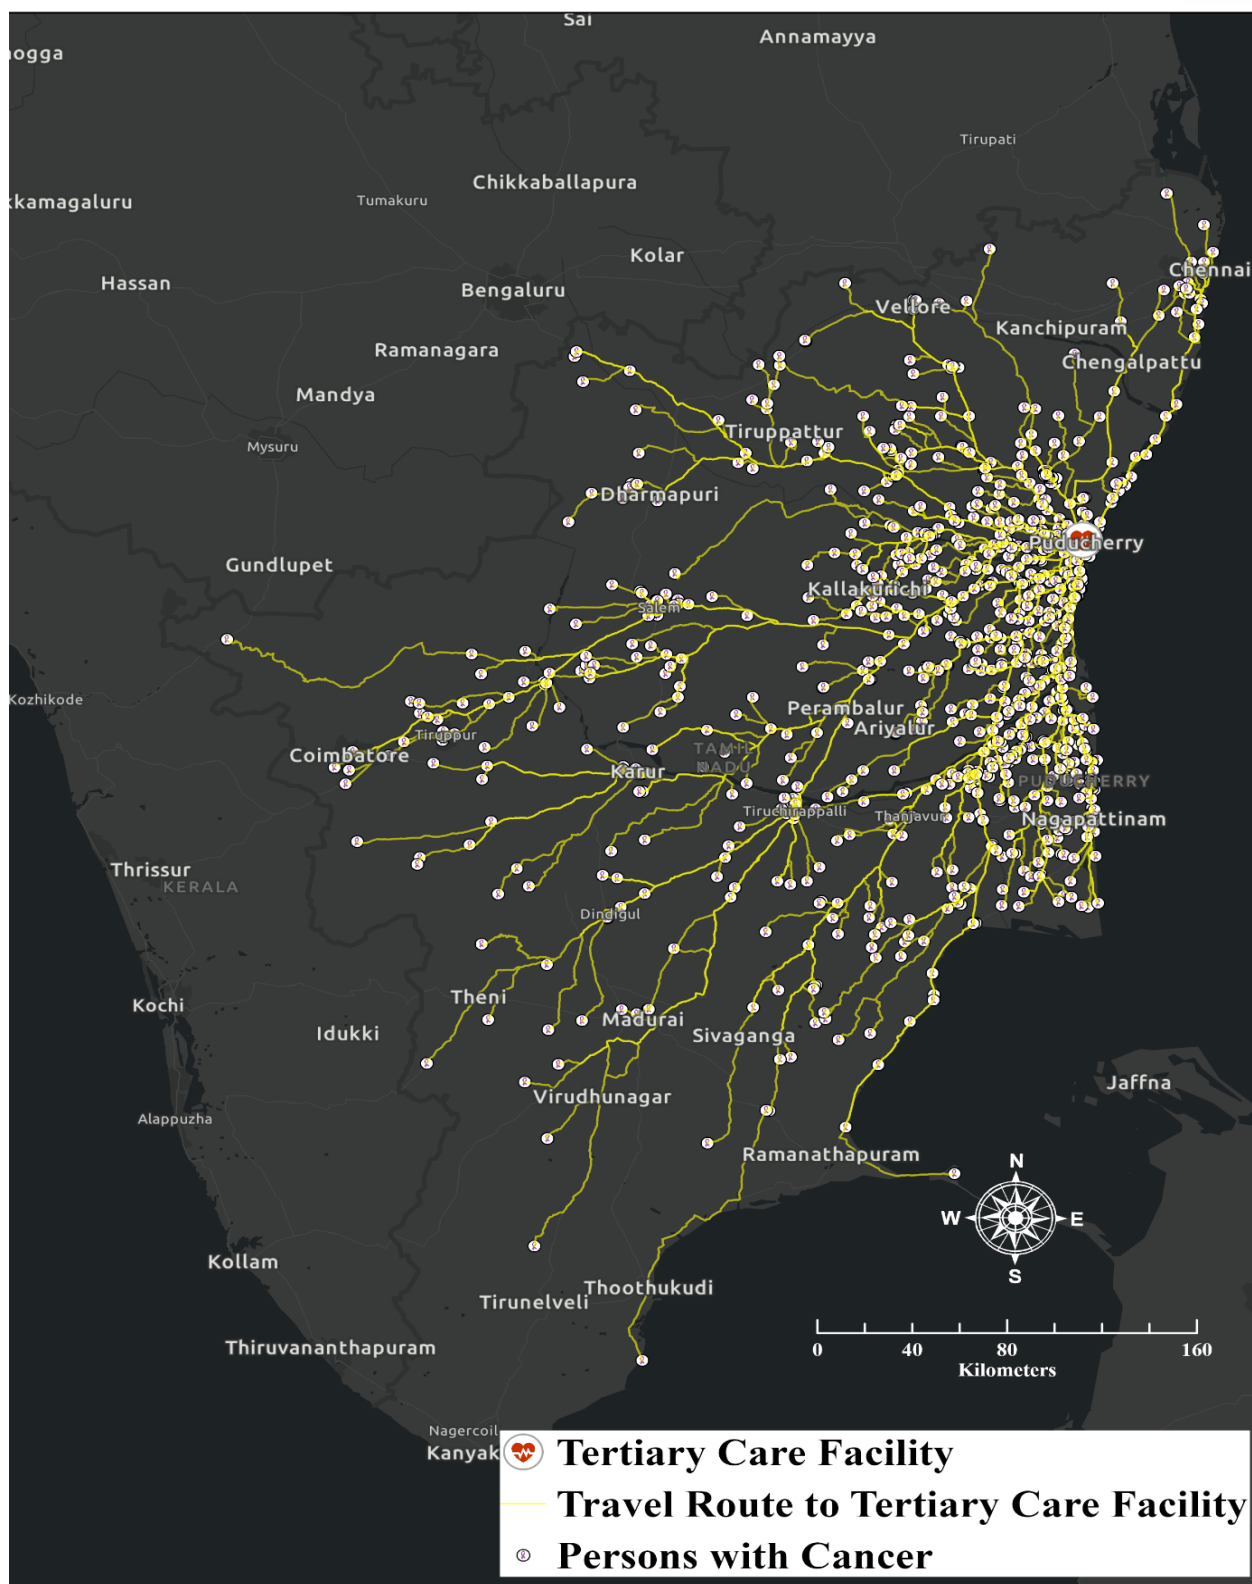 Sai
Annamayya
ogga
Tirupati
Chikkaballapura
kkamagaluru
Tumakuru
Kolar
Chennai
Hassan
Bengaluru
Vellore
Kanchipuram
Ramanagara
Chengalpattu
Mandya
Tiruppattur
Mysuru
Dharmapuri
Puducherry
Gundlupet
Kallakurichi
Salem
Kozhikode
Perambalur
Ariyalur
Tiruppur
Coimbatore
TAMIL
NADU
Karur
PUDUCHERRY
Tiruchirappalli
Thanjavur
Nagapattinam
Thrissur
KERALA
Dindigul
Theni
Kochi
Madurai
Idukki
Sivaganga
Jaffna
Virudhunagar
Alappuzha
Ramanathapuram
N
W E
S
Kollam
Thoothukudi
Tirunelveli
Thiruvananthapuram
0 40 80 160
Kilometers
Nagercoil
Kanyak
Tertiary Care Facility
Travel Route to Tertiary Care Facility
Persons with Cancer